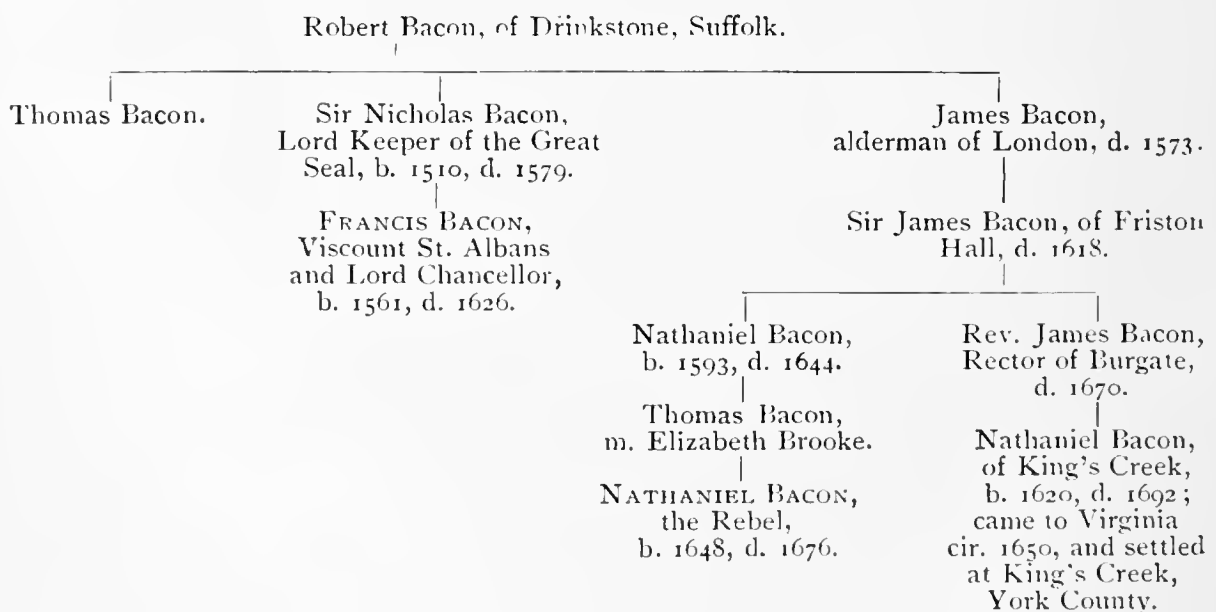 Robert Bacon, of Drinkstone, Suffolk.
Thomas Bacon.
Sir Nicholas Bacon,
Lord Keeper of the Great
Seal, b. 1510, d. 1579.
James Bacon,
alderman of London, d. 1573.
FRANCIS BACON,
Viscount St. Albans
and Lord Chancellor,
b. 1561, d. 1626.
Sir James Bacon, of Friston
Hall, d. 1618.
Nathaniel Bacon,
b. 1593, d. 1644.
Rev. James Bacon,
Rector of Burgate,
d. 1670.
Thomas Bacon,
m. Elizabeth Brooke.
Nathaniel Bacon,
of King's Creek,
b. 1620, d. 1692;
came to Virginia
cir. 1650, and settled
at King's Creek,
York County.
NATHANIEL BACON,
the Rebel,
b. 1648, d. 1676.